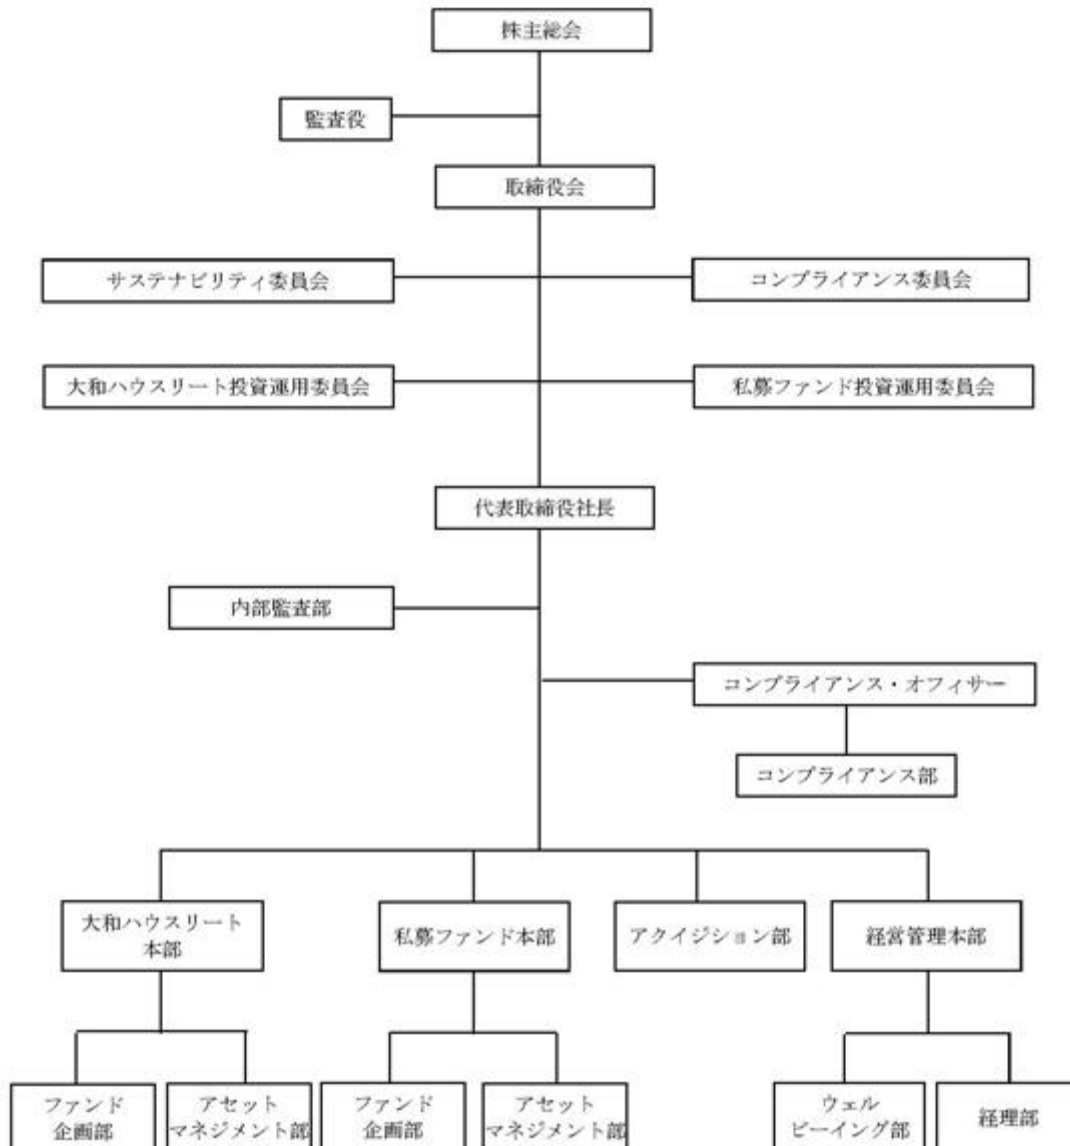 株主総会
監査役
取締役会
サステナビリティ委員会
コンプライアンス委員会
大和ハウスリート投資運用委員会
私募ファンド投資運用委員会
代表取締役社長
内部監査部
コンプライアンス・オフィサー
コンプライアンス部
大和ハウスリート
本部
私募ファンド本部
アクイジション部
経営管理本部
ファンド
企画部
アセット
マネジメント部
ファンド
企画部
アセット
マネジメント部
ウェル
ビーイング部
経理部